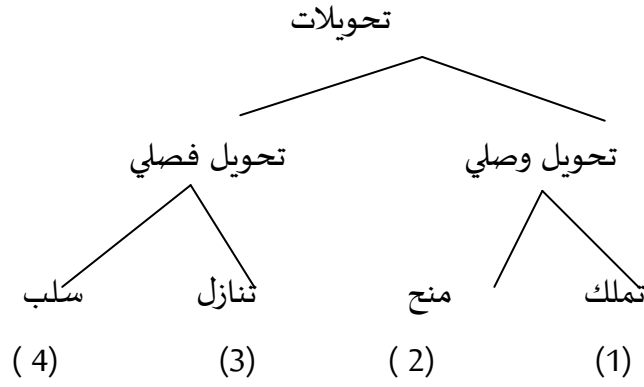 تحويلات
تحويل وصلي تحويل فصلي
تملك منح تنازل سلب
(1) (2 ) (3) (4 )